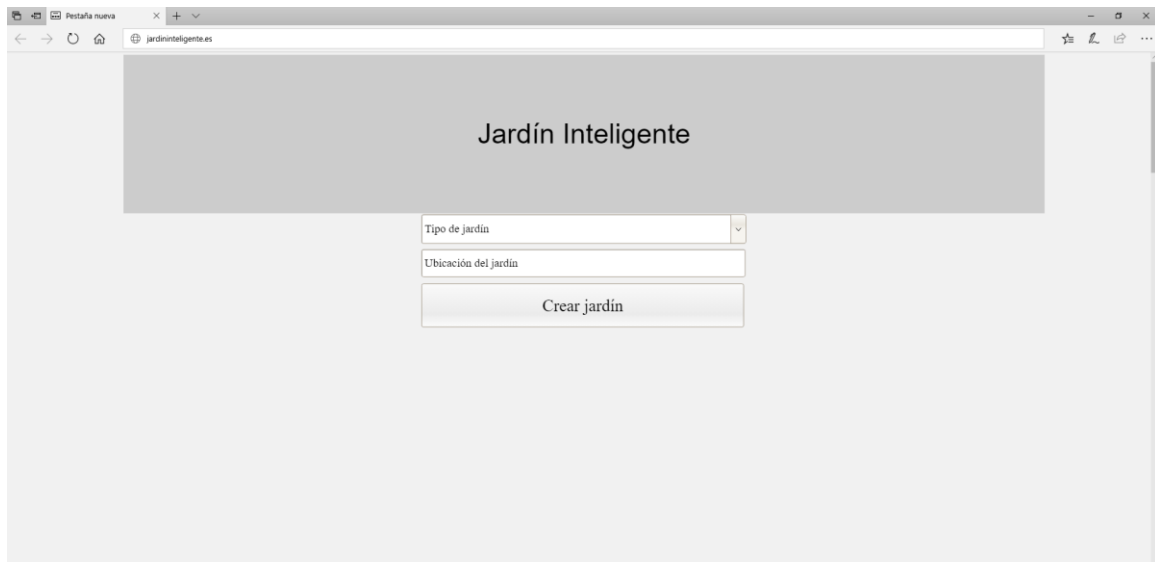 Pestaña nueva
jardininteligente.es
Jardín Inteligente
Tipo de jardín
Ubicación del jardín
Crear jardín